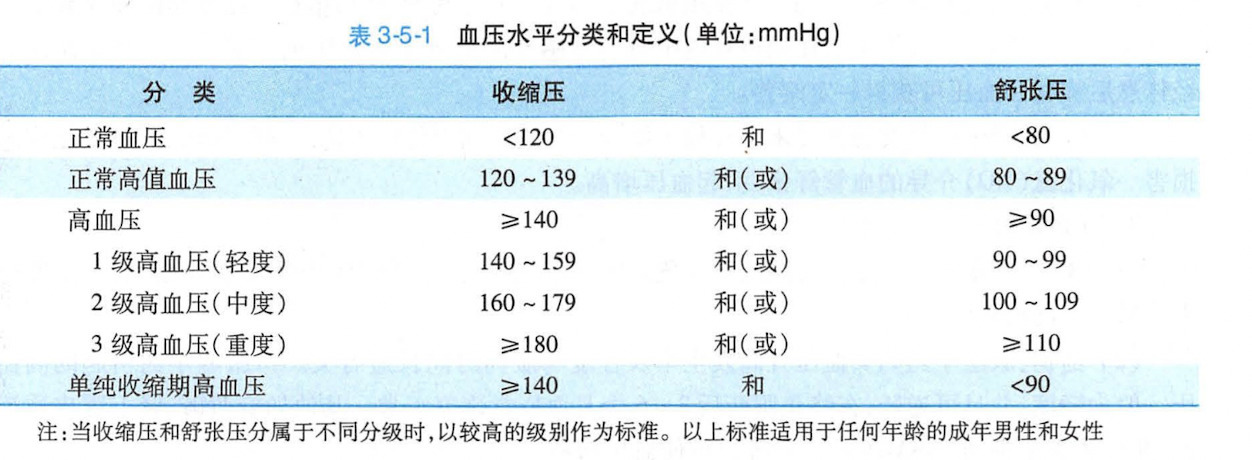 表 3-5-1 血压水平分类和定义(单位:mmHg)
分 类 收缩压 舒张压
正常血压 <120 和 <80
正常高值血压 120 ~ 139 和(或) 80 ~ 89
高血压 ≥140 和(或) ≥90
1 级高血压(轻度) 140 ~ 159 和(或) 90 ~ 99
2 级高血压(中度) 160 ~ 179 和(或) 100 ~ 109
3 级高血压(重度) ≥180 和(或) ≥110
单纯收缩期高血压 ≥140 和 <90
注:当收缩压和舒张压分属于不同分级时,以较高的级别作为标准。以上标准适用于任何年龄的成年男性和女性